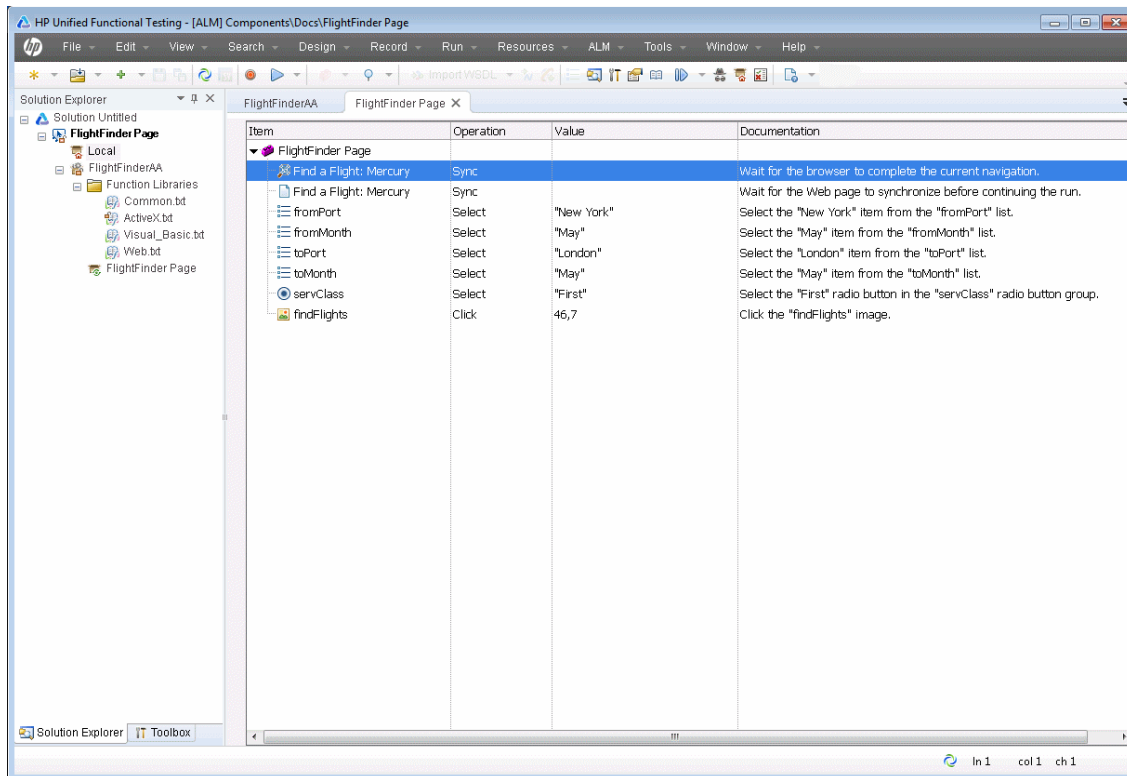 HP Unified Functional Testing - [ALM] Components\Docs\FlightFinder Page
hp File Edit View Search Design Record Run Resources ALM Tools Window Help
Import WSDL
Solution Explorer
FlightFinderAA FlightFinder Page
Solution Untitled
FlightFinder Page
Local
FlightFinderAA
Function Libraries
Common.txt
ActiveX.txt
Visual_Basic.txt
Web.txt
FlightFinder Page
Item Operation Value Documentation
FlightFinder Page
Find a Flight: Mercury Sync Wait for the browser to complete the current navigation.
Find a Flight: Mercury Sync Wait for the Web page to synchronize before continuing the run.
fromPort Select "New York" Select the "New York" item from the "fromPort" list.
fromMonth Select "May" Select the "May" item from the "fromMonth" list.
toPort Select "London" Select the "London" item from the "toPort" list.
toMonth Select "May" Select the "May" item from the "toMonth" list.
servClass Select "First" Select the "First" radio button in the "servClass" radio button group.
findFlights Click 46,7 Click the "findFlights" image.
Solution Explorer Toolbox
ln 1 col 1 ch 1